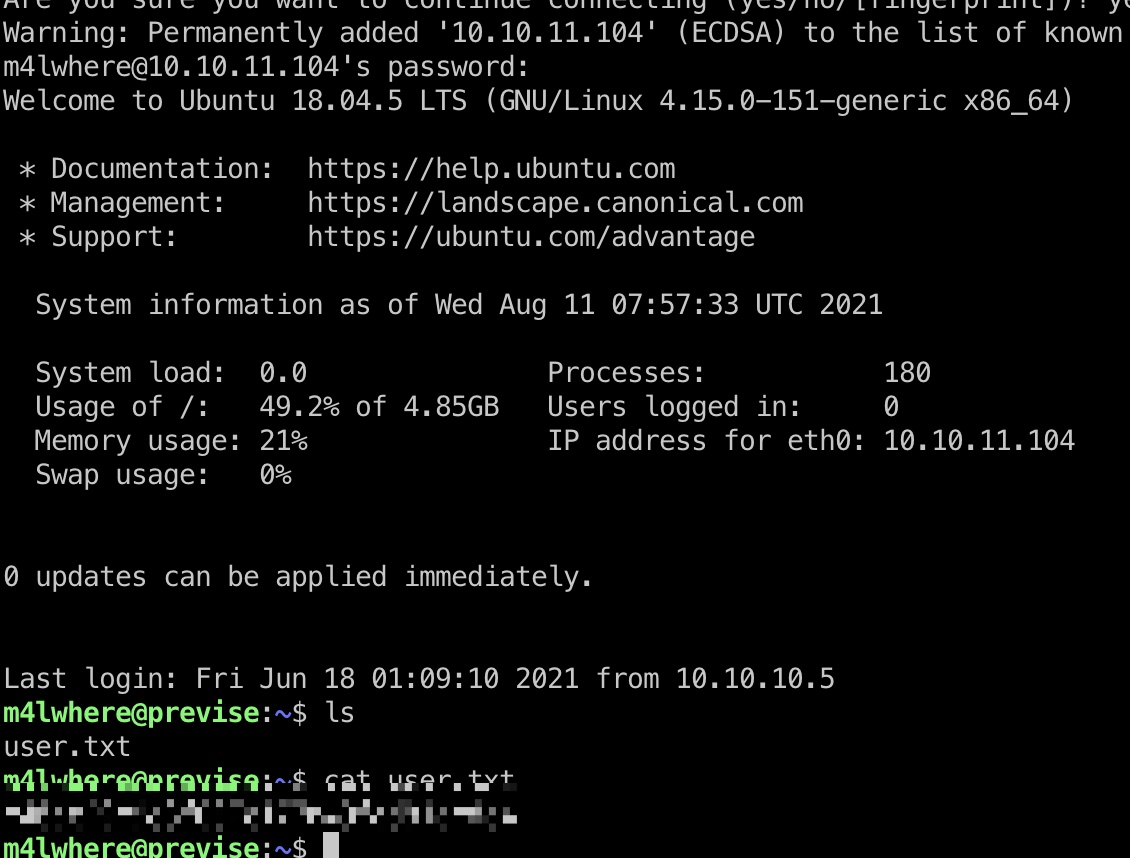 Are you sure you want to continue connecting (yes/no/[fingerprint])?
Warning: Permanently added '10.10.11.104' (ECDSA) to the list of known
m4lwhere@10.10.11.104's password:
Welcome to Ubuntu 18.04.5 LTS (GNU/Linux 4.15.0-151-generic x86_64)
* Documentation:  https://help.ubuntu.com
* Management:     https://landscape.canonical.com
* Support:        https://ubuntu.com/advantage
System information as of Wed Aug 11 07:57:33 UTC 2021
System load:  0.0               Processes:           180
Usage of /:   49.2% of 4.85GB   Users logged in:     0
Memory usage: 21%               IP address for eth0: 10.10.11.104
Swap usage:   0%
0 updates can be applied immediately.
Last login: Fri Jun 18 01:09:10 2021 from 10.10.10.5
m4lwhere@previse:~$ ls
user.txt
m4lwhere@previse:~$ cat user.txt
m4lwhere@previse:~$